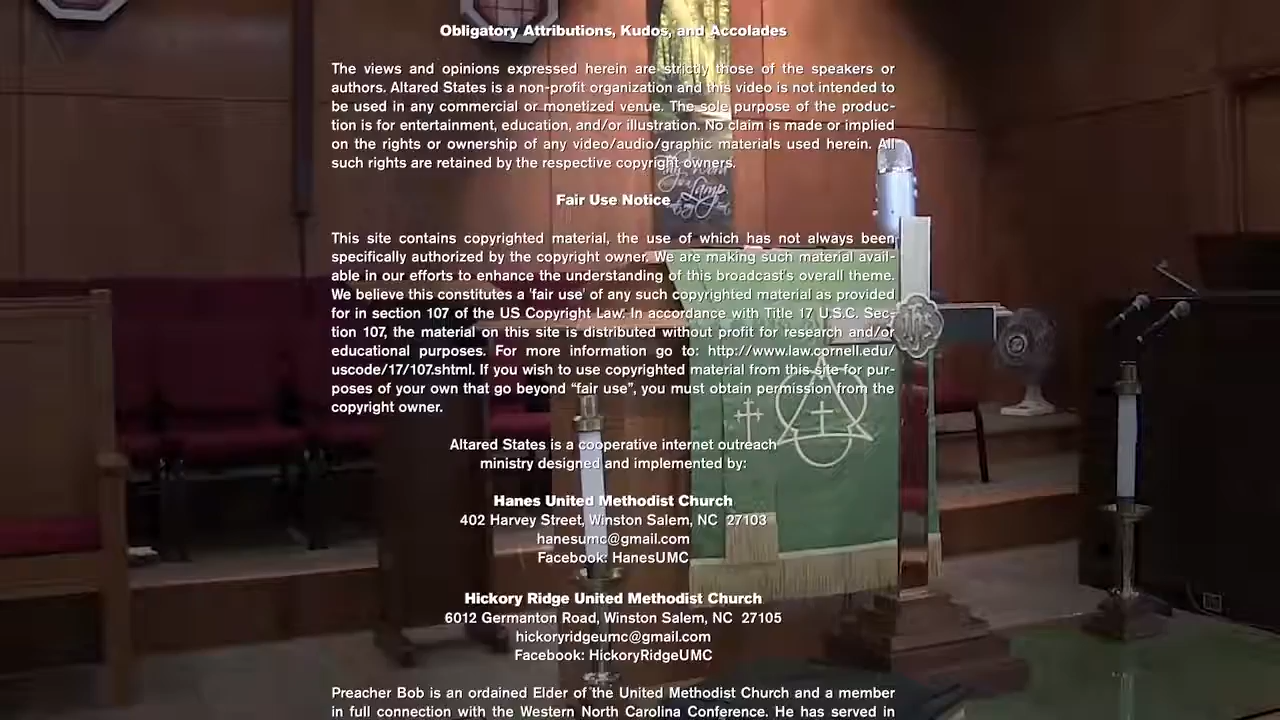 Obligatory Attributions, Kudos, and Accolades
The views and opinions expressed herein are strictly those of the speakers or
authors. Altared States is a non-profit organization and this video is not intended to
be used in any commercial or monetized venue. The sole purpose of the produc-
tion is for entertainment, education, and/or illustration. No claim is made or implied
on the rights or ownership of any video/audio/graphic materials used herein. All
such rights are retained by the respective copyright owners.
Lamp
Fair Use Notice
This site contains copyrighted material, the use of which has not always been
specifically authorized by the copyright owner. We are making such material avail-
able in our efforts to enhance the understanding of this broadcast's overall theme.
We believe this constitutes a 'fair use' of any such copyrighted material as provided
for in section 107 of the US Copyright Law. In accordance with Title 17 U.S.C. Sec-
tion 107, the material on this site is distributed without profit for research and/or
educational purposes. For more information go to: http://www.law.cornell.edu/
uscode/17/107.shtml. If you wish to use copyrighted material from this site for pur-
poses of your own that go beyond “fair use”, you must obtain permission from the
copyright owner.
Altared States is a cooperative internet outreach
ministry designed and implemented by:
Hanes United Methodist Church
402 Harvey Street, Winston Salem, NC 27103
hanesumc@gmail.com
Facebook: HanesUMC
Hickory Ridge United Methodist Church
6012 Germanton Road, Winston Salem, NC 27105
hickoryridgeumc@gmail.com
Facebook: HickoryRidgeUMC
Preacher Bob is an ordained Elder of the United Methodist Church and a member
in full connection with the Western North Carolina Conference. He has served in